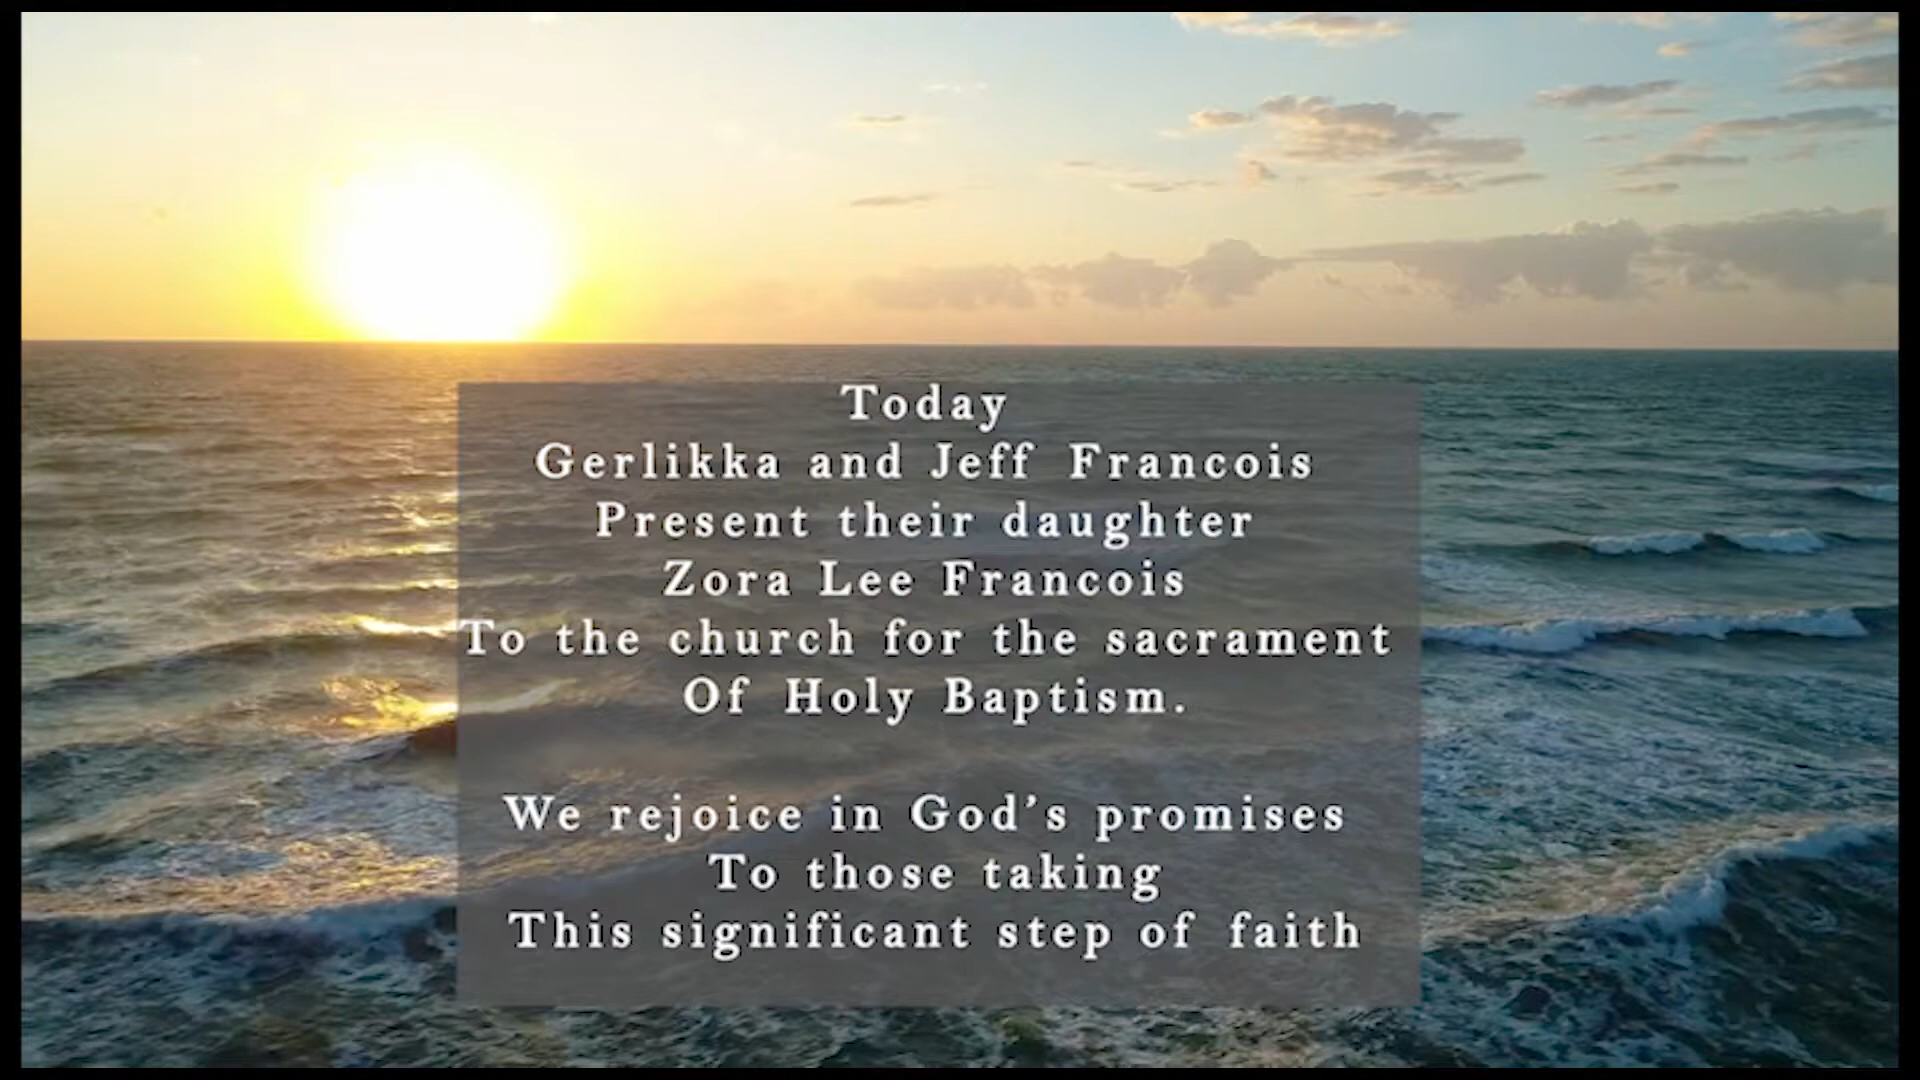 Today
Gerlikka and Jeff Francois
Present their daughter
Zora Lee Francois
To the church for the sacrament
Of Holy Baptism.
We rejoice in God’s promises
To those taking
This significant step of faith